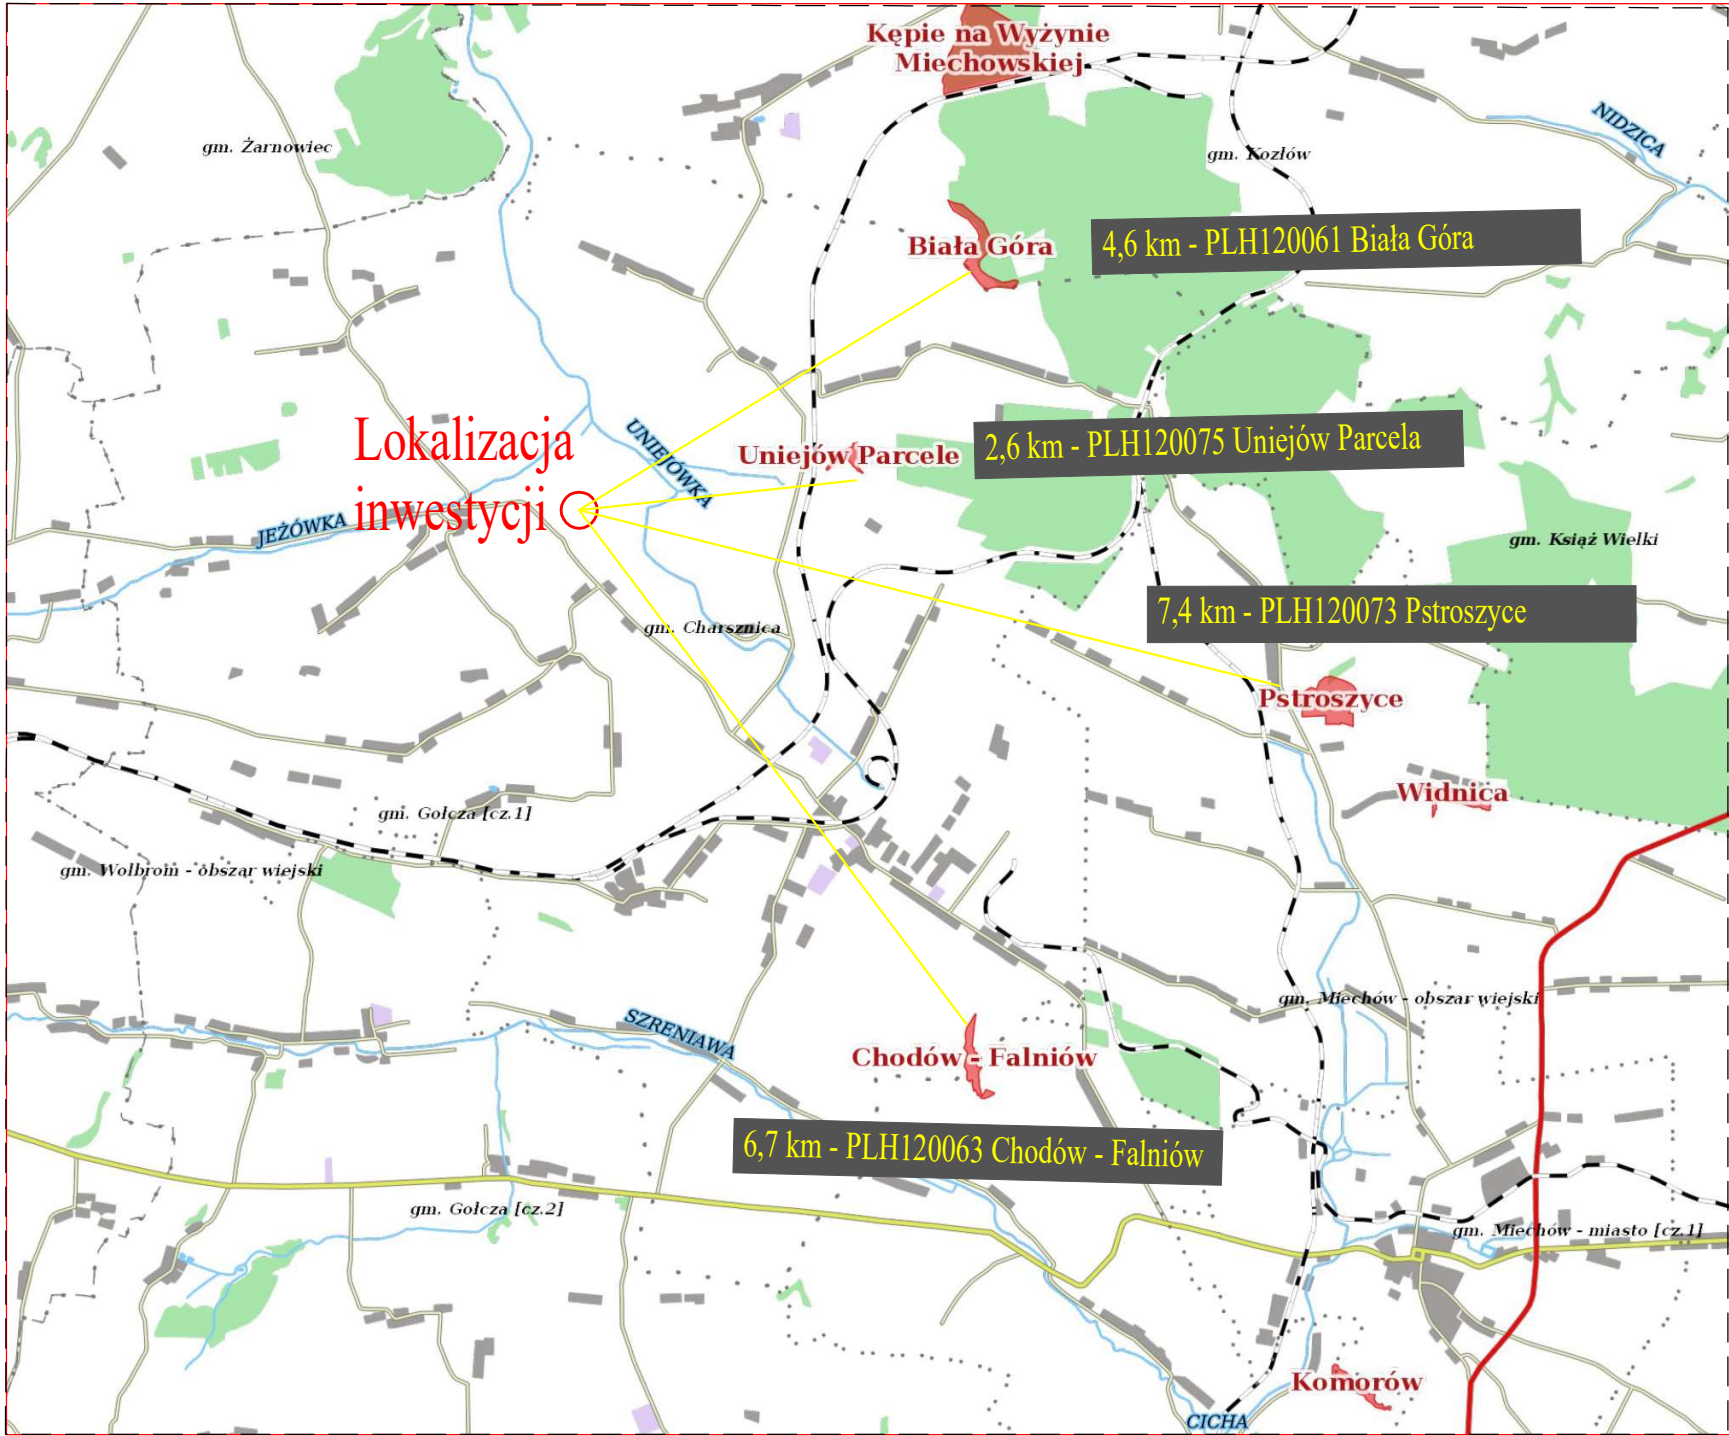 Kępie na Wyżynie
Miechowskiej
NIDZICA
gm. Żarnowiec
gm. Kozłów
Biała Góra
4,6 km - PLH120061 Biała Góra
Lokalizacja
inwestycji
UNIEJÓWKA
Uniejów Parcele
2,6 km - PLH120075 Uniejów Parcela
JEŻÓWKA
gm. Książ Wielki
7,4 km - PLH120073 Pstroszyce
gm. Charsznica
Pstroszyce
Widnica
gm. Gołcza [cz.1]
gm. Wolbrom - obszar wiejski
gm. Miechów - obszar wiejski
SZRENIAWA
Chodów - Falniów
6,7 km - PLH120063 Chodów - Falniów
gm. Gołcza [cz.2]
gm. Miechów - miasto [cz.1]
Komorów
CICHA